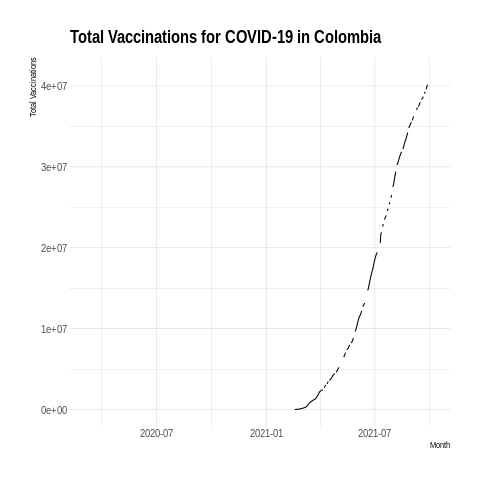 Total Vaccinations for COVID-19 in Colombia
Total Vaccinations
4e+07
3e+07
2e+07
1e+07
0e+00
2020-07 2021-01 2021-07
Month